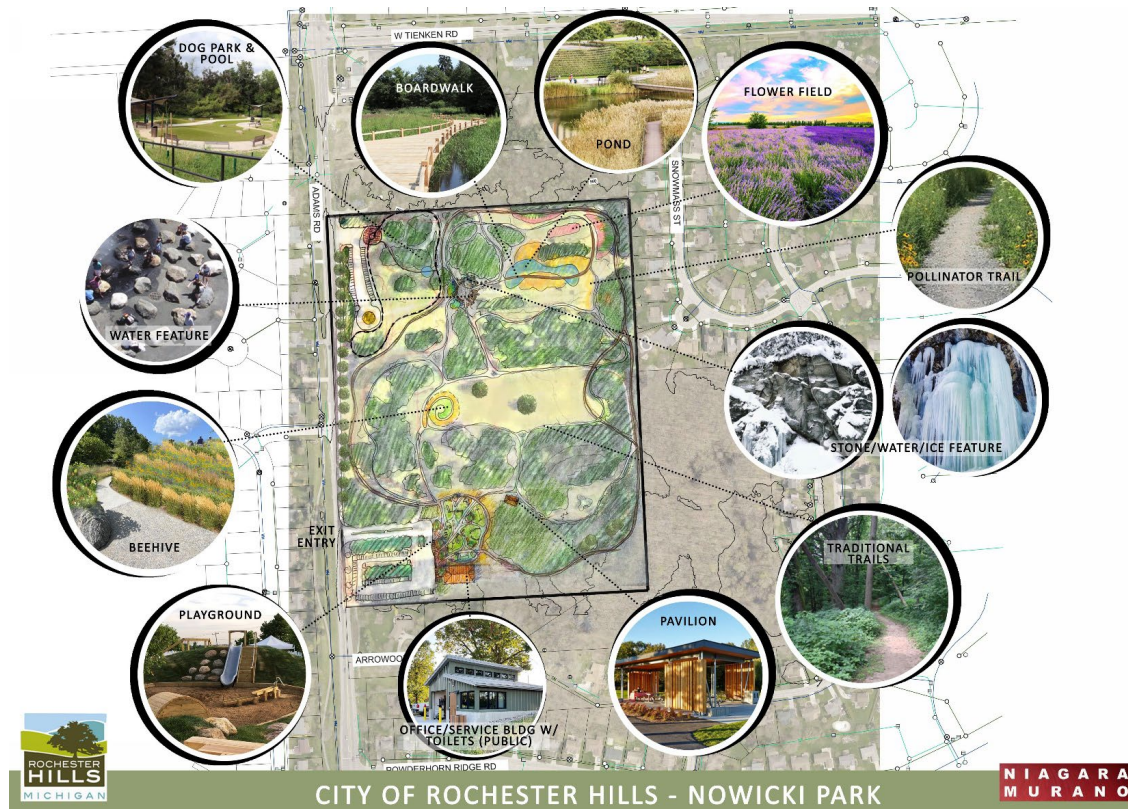 W TIENKEN RD
DOG PARK &
POOL
BOARDWALK
POND
FLOWER FIELD
ADAMS RD
SNOWMASS ST
POLLINATOR TRAIL
WATER FEATURE
STONE/WATER/ICE FEATURE
BEEHIVE
EXIT
ENTRY
TRADITIONAL
TRAILS
PLAYGROUND
PAVILION
ARROWOO
OFFICE/SERVICE BLDG W/
TOILETS (PUBLIC)
POWDERHORN RIDGE RD
ROCHESTER
HILLS
MICHIGAN
CITY OF ROCHESTER HILLS - NOWICKI PARK
NIAGARA
MURANO